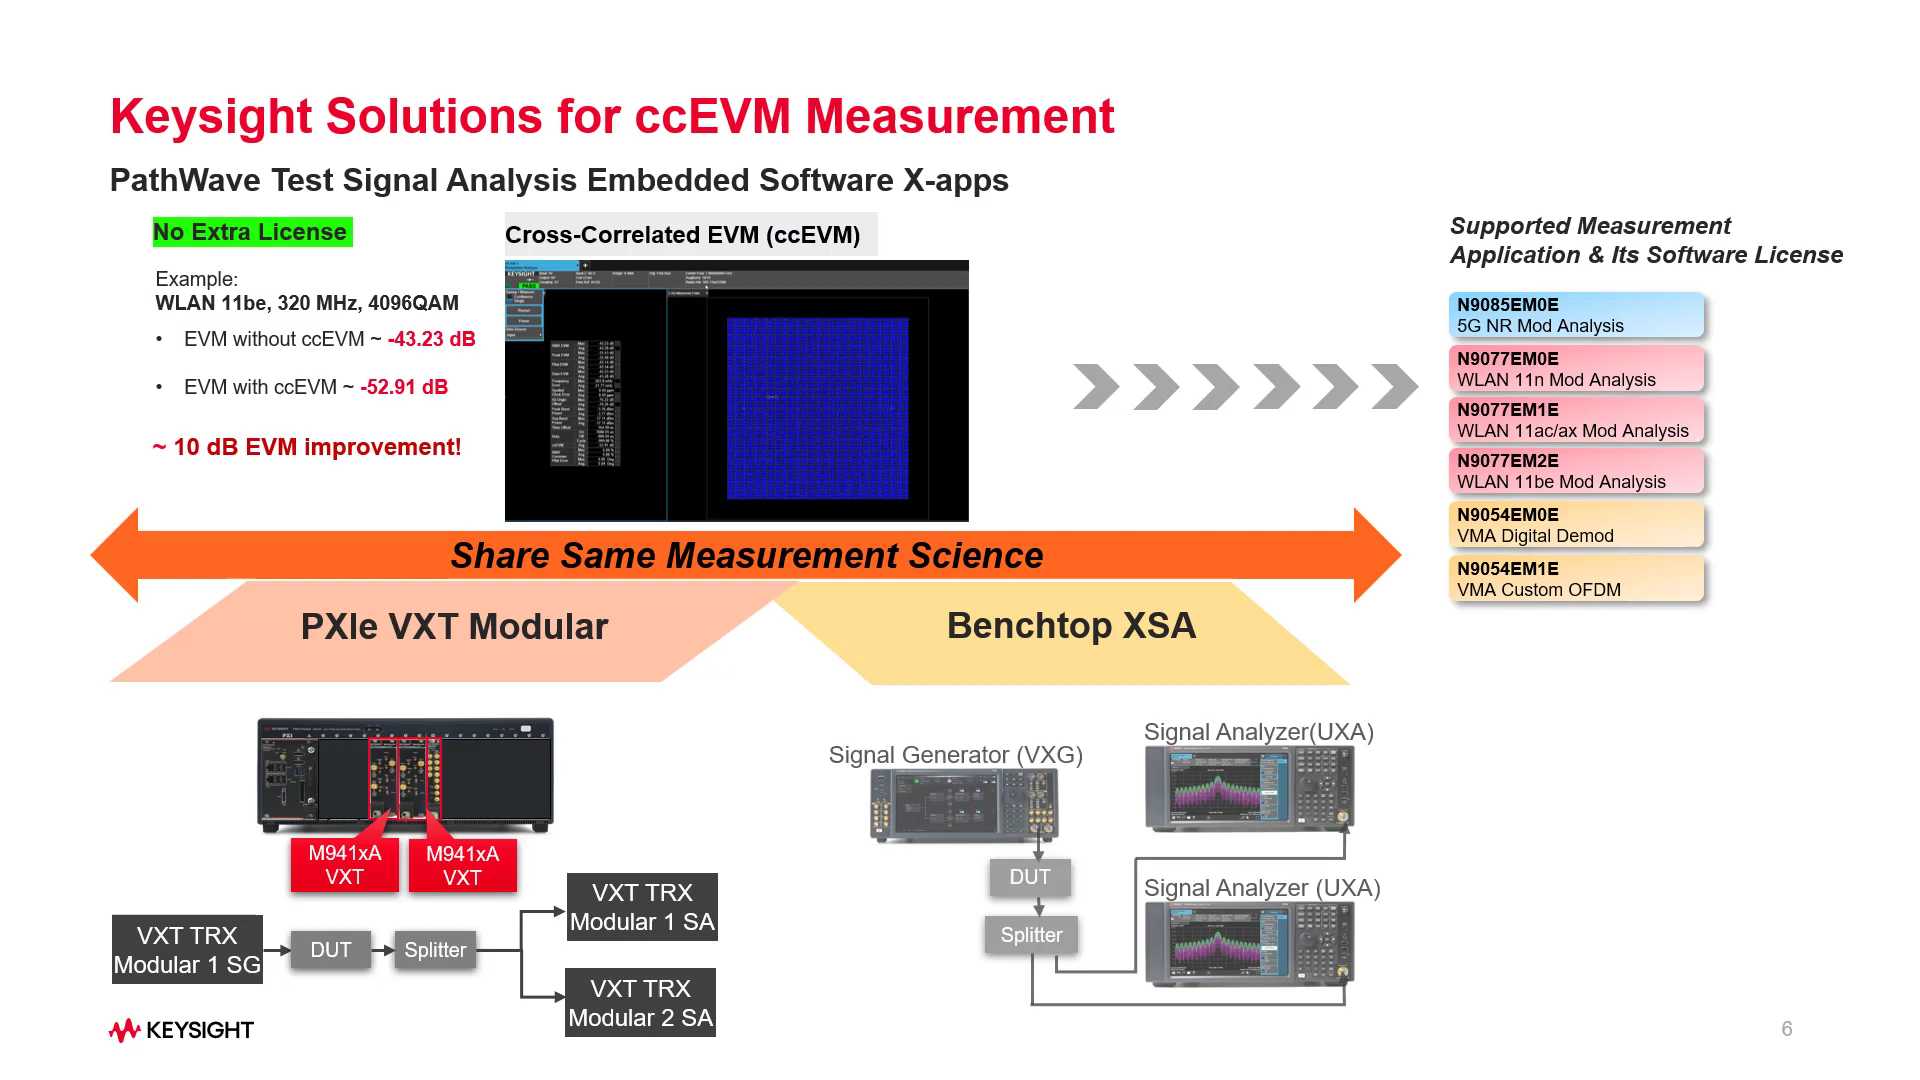 Keysight Solutions for ccEVM Measurement
PathWave Test Signal Analysis Embedded Software X-apps
No Extra License
Example:
WLAN 11be, 320 MHz, 4096QAM
• EVM without ccEVM ~ -43.23 dB
• EVM with ccEVM ~ -52.91 dB
~ 10 dB EVM improvement!
Cross-Correlated EVM (ccEVM)
KEYSIGHT
PASS
Supported Measurement
Application & Its Software License
N9085EM0E
5G NR Mod Analysis
N9077EM0E
WLAN 11n Mod Analysis
N9077EM1E
WLAN 11ac/ax Mod Analysis
N9077EM2E
WLAN 11be Mod Analysis
N9054EM0E
VMA Digital Demod
N9054EM1E
VMA Custom OFDM
Share Same Measurement Science
PXIe VXT Modular
Benchtop XSA
M941xA
VXT
M941xA
VXT
VXT TRX
Modular 1 SG
DUT
Splitter
VXT TRX
Modular 1 SA
VXT TRX
Modular 2 SA
Signal Generator (VXG)
DUT
Splitter
Signal Analyzer(UXA)
Signal Analyzer (UXA)
KEYSIGHT
6